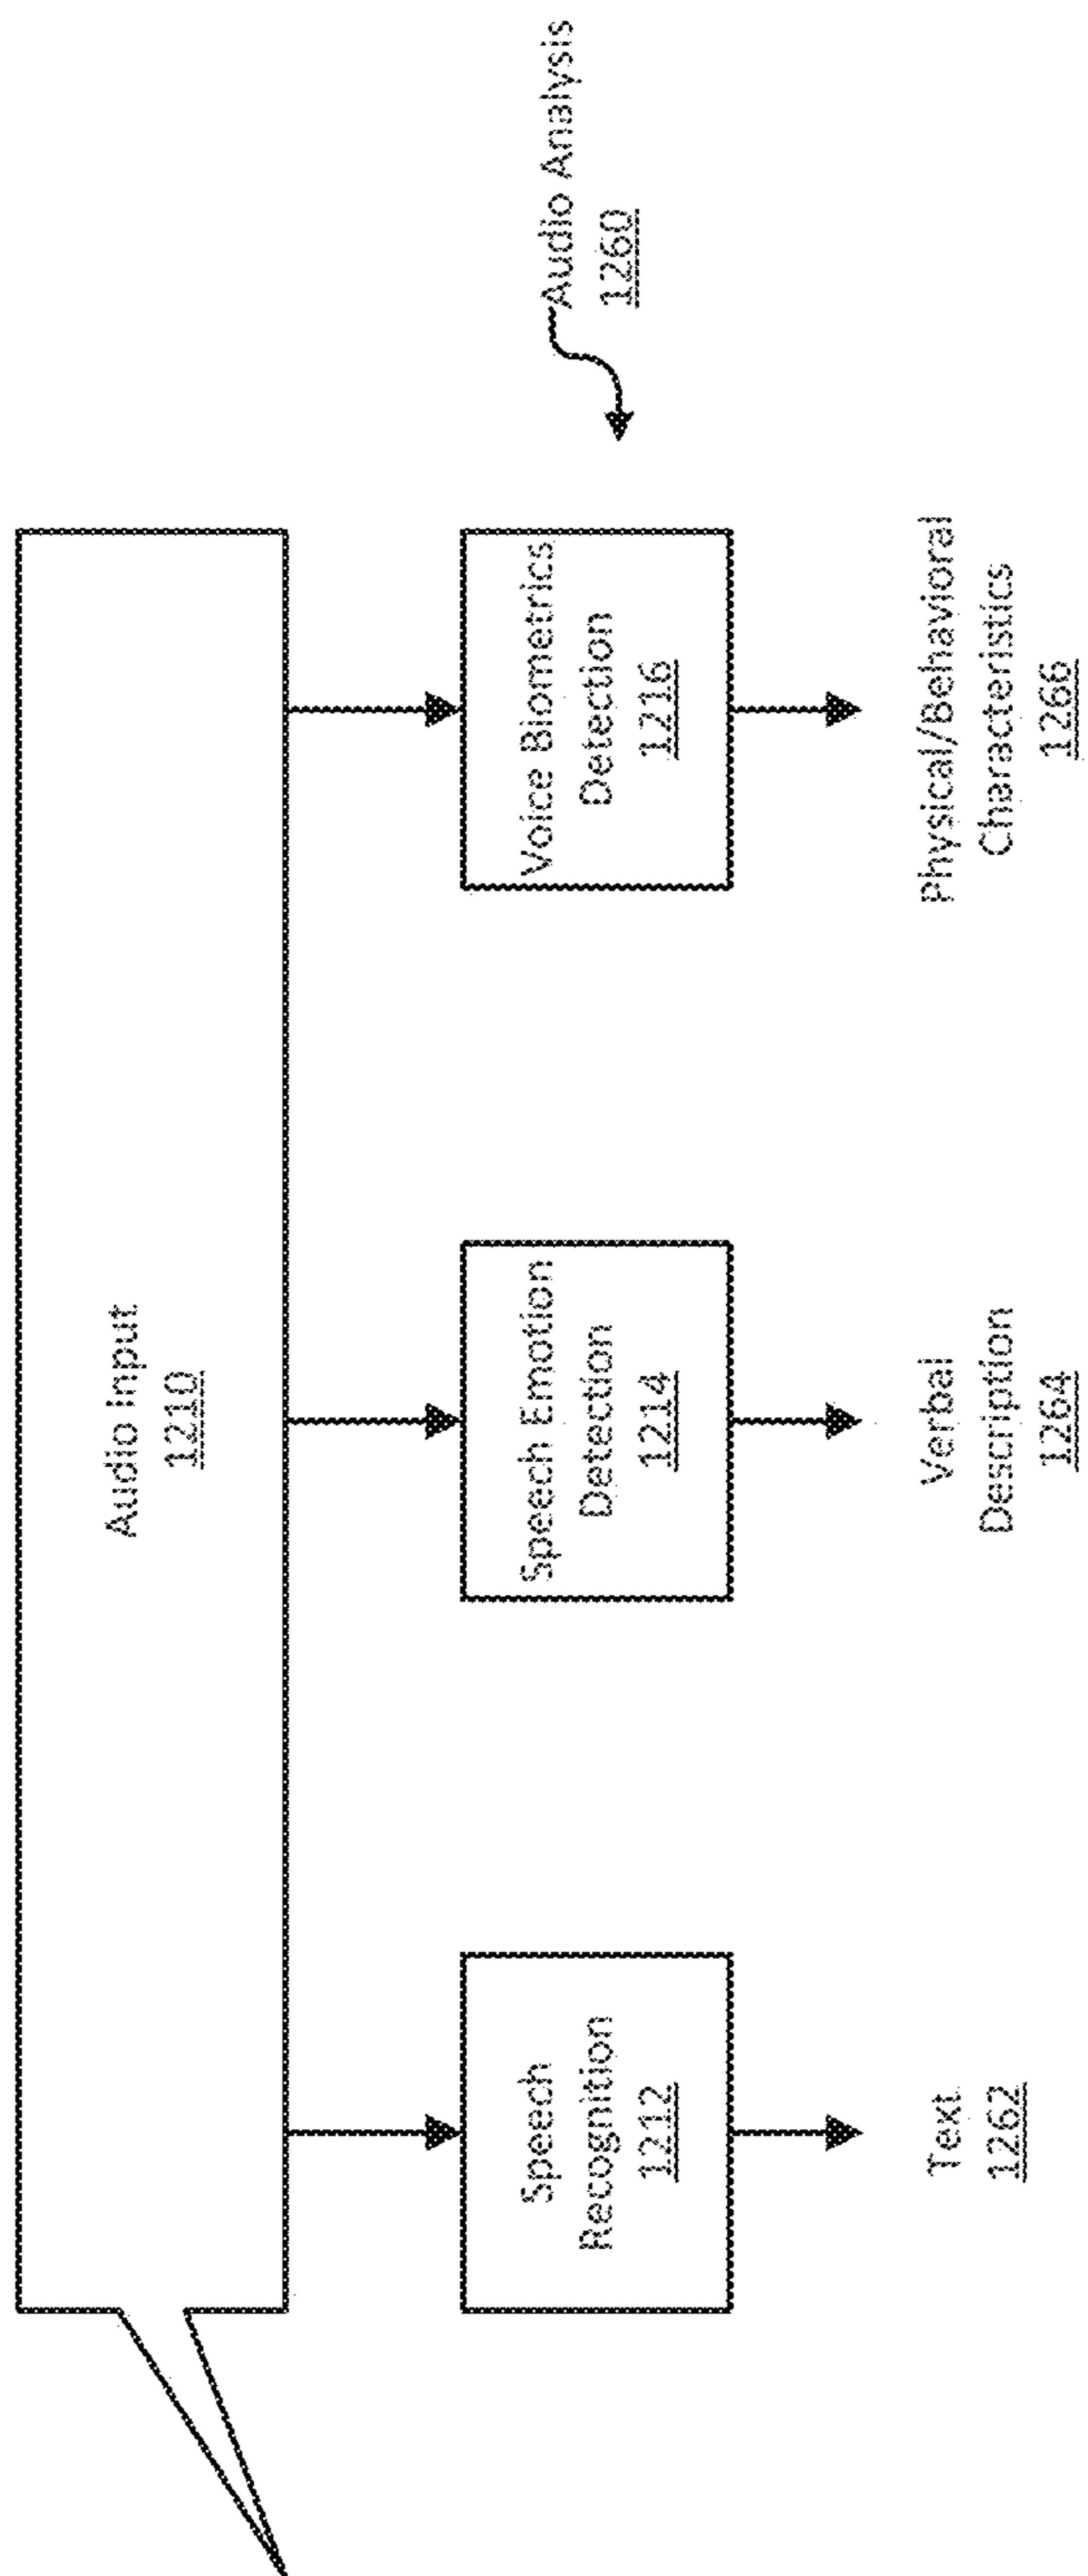 Audio Input
1210
Speech
Recognition
1212
Speech Emotion
Detection
1214
Voice Biometrics
Detection
1216
Audio Analysis
1260
Text
1262
Verbal
Description
1264
Physical/Behavioral
Characteristics
1266